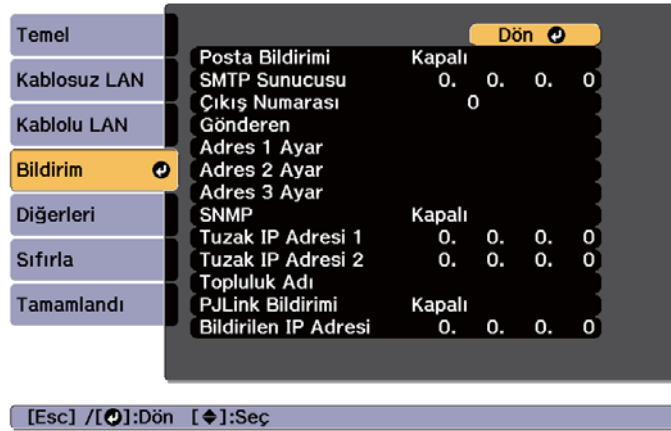 Temel
Kablosuz LAN
Kablolu LAN
Bildirim
Diğerleri
Sıfırla
Tamamlandı
Dön
Posta Bildirimi Kapalı
SMTP Sunucusu 0. 0. 0. 0
Çıkış Numarası 0
Gönderen
Adres 1 Ayar
Adres 2 Ayar
Adres 3 Ayar
SNMP Kapalı
Tuzak IP Adresi 1 0. 0. 0. 0
Tuzak IP Adresi 2 0. 0. 0. 0
Topluluk Adı
PJLink Bildirimi Kapalı
Bildirilen IP Adresi 0. 0. 0. 0
[Esc] /[⏎]:Dön [◆]:Seç